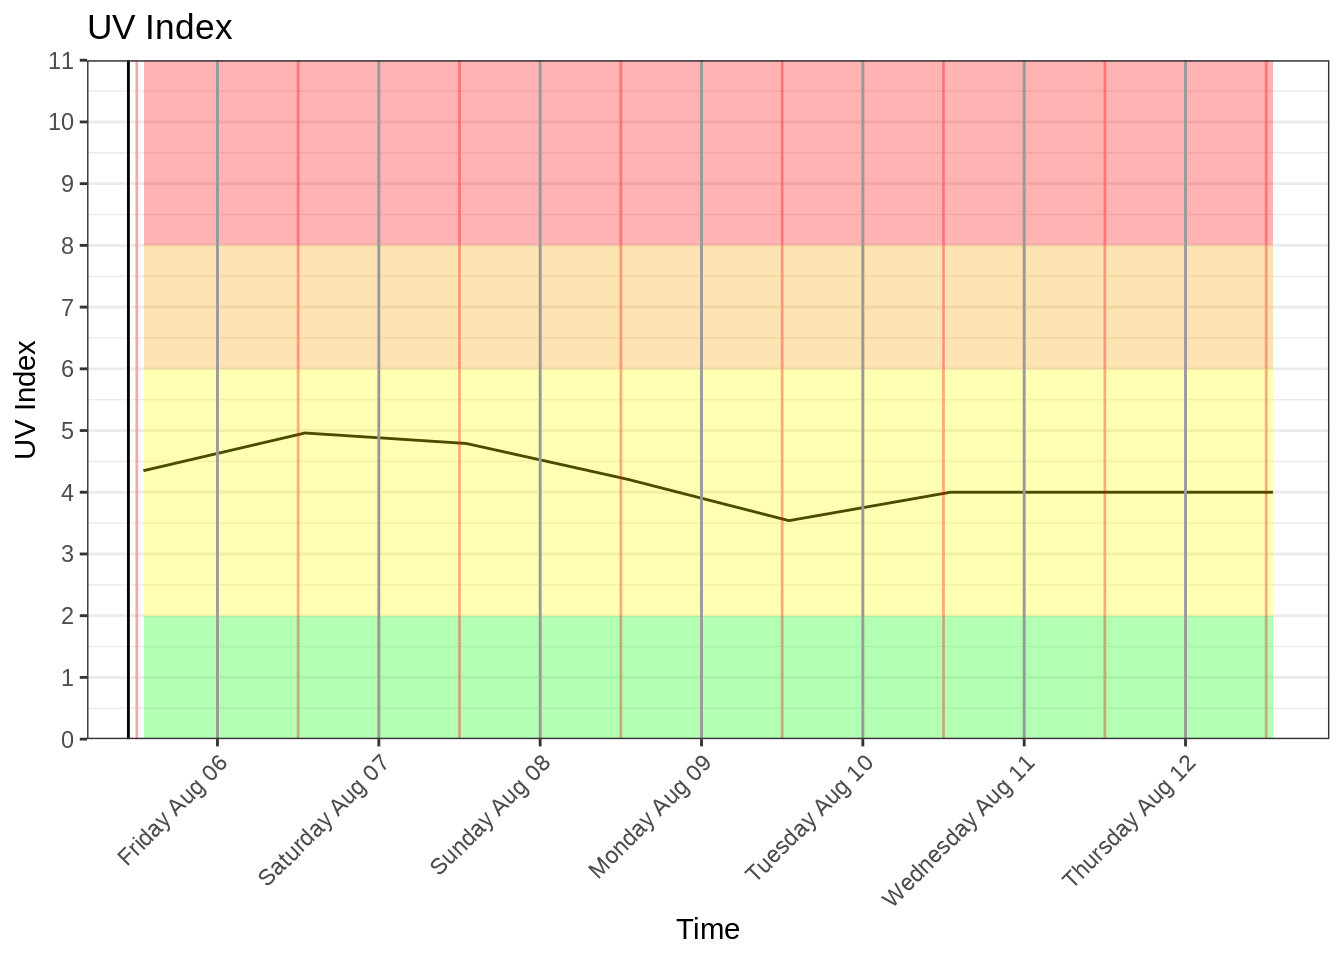 UV Index
UV Index
11
10
9
8
7
6
5
4
3
2
1
0
Friday Aug 06
Saturday Aug 07
Sunday Aug 08
Monday Aug 09
Tuesday Aug 10
Wednesday Aug 11
Thursday Aug 12
Time